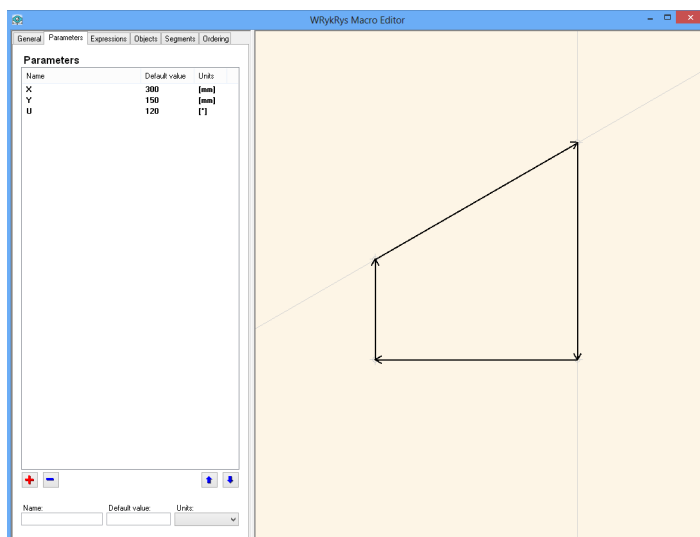 WRykRys Macro Editor
General Parameters Expressions Objects Segments Ordering
Parameters
Name Default value Units
X 300 [mm]
Y 150 [mm]
U 120 [°]
Name: Default value: Units: